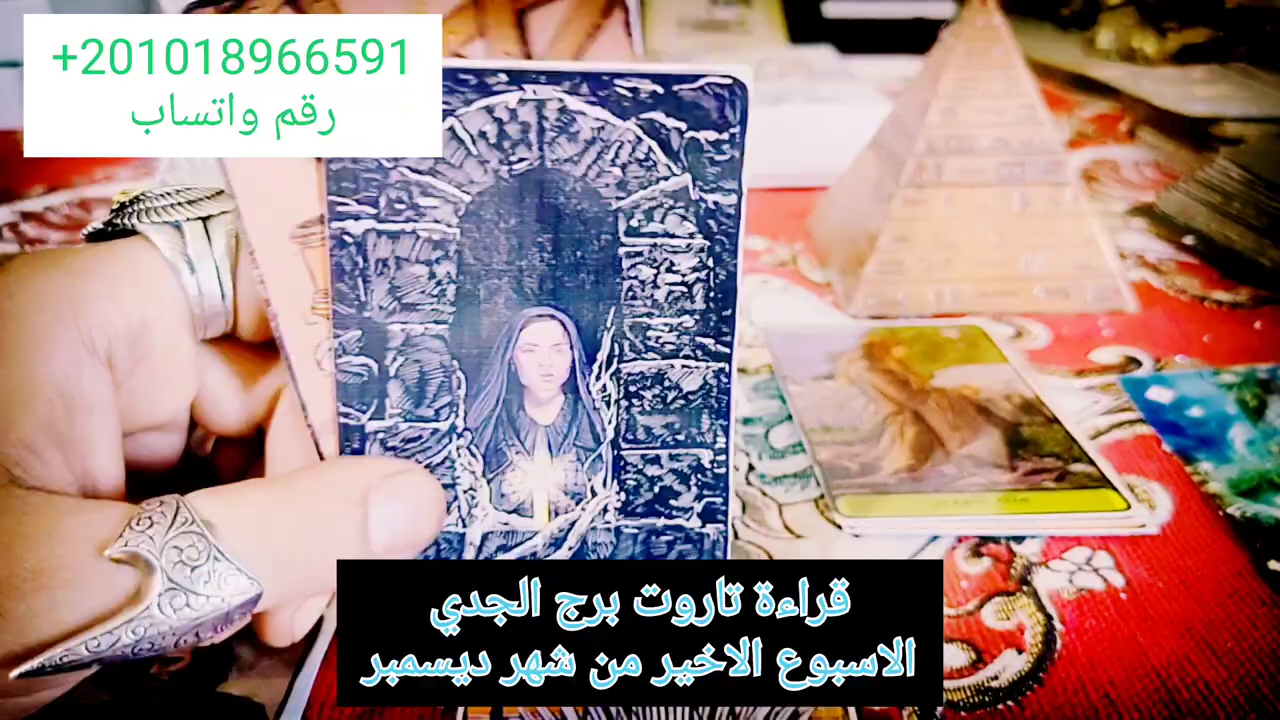 +201018966591
رقم واتساب
قراءة تاروت برج الجدي
الاسبوع الاخير من شهر ديسمبر